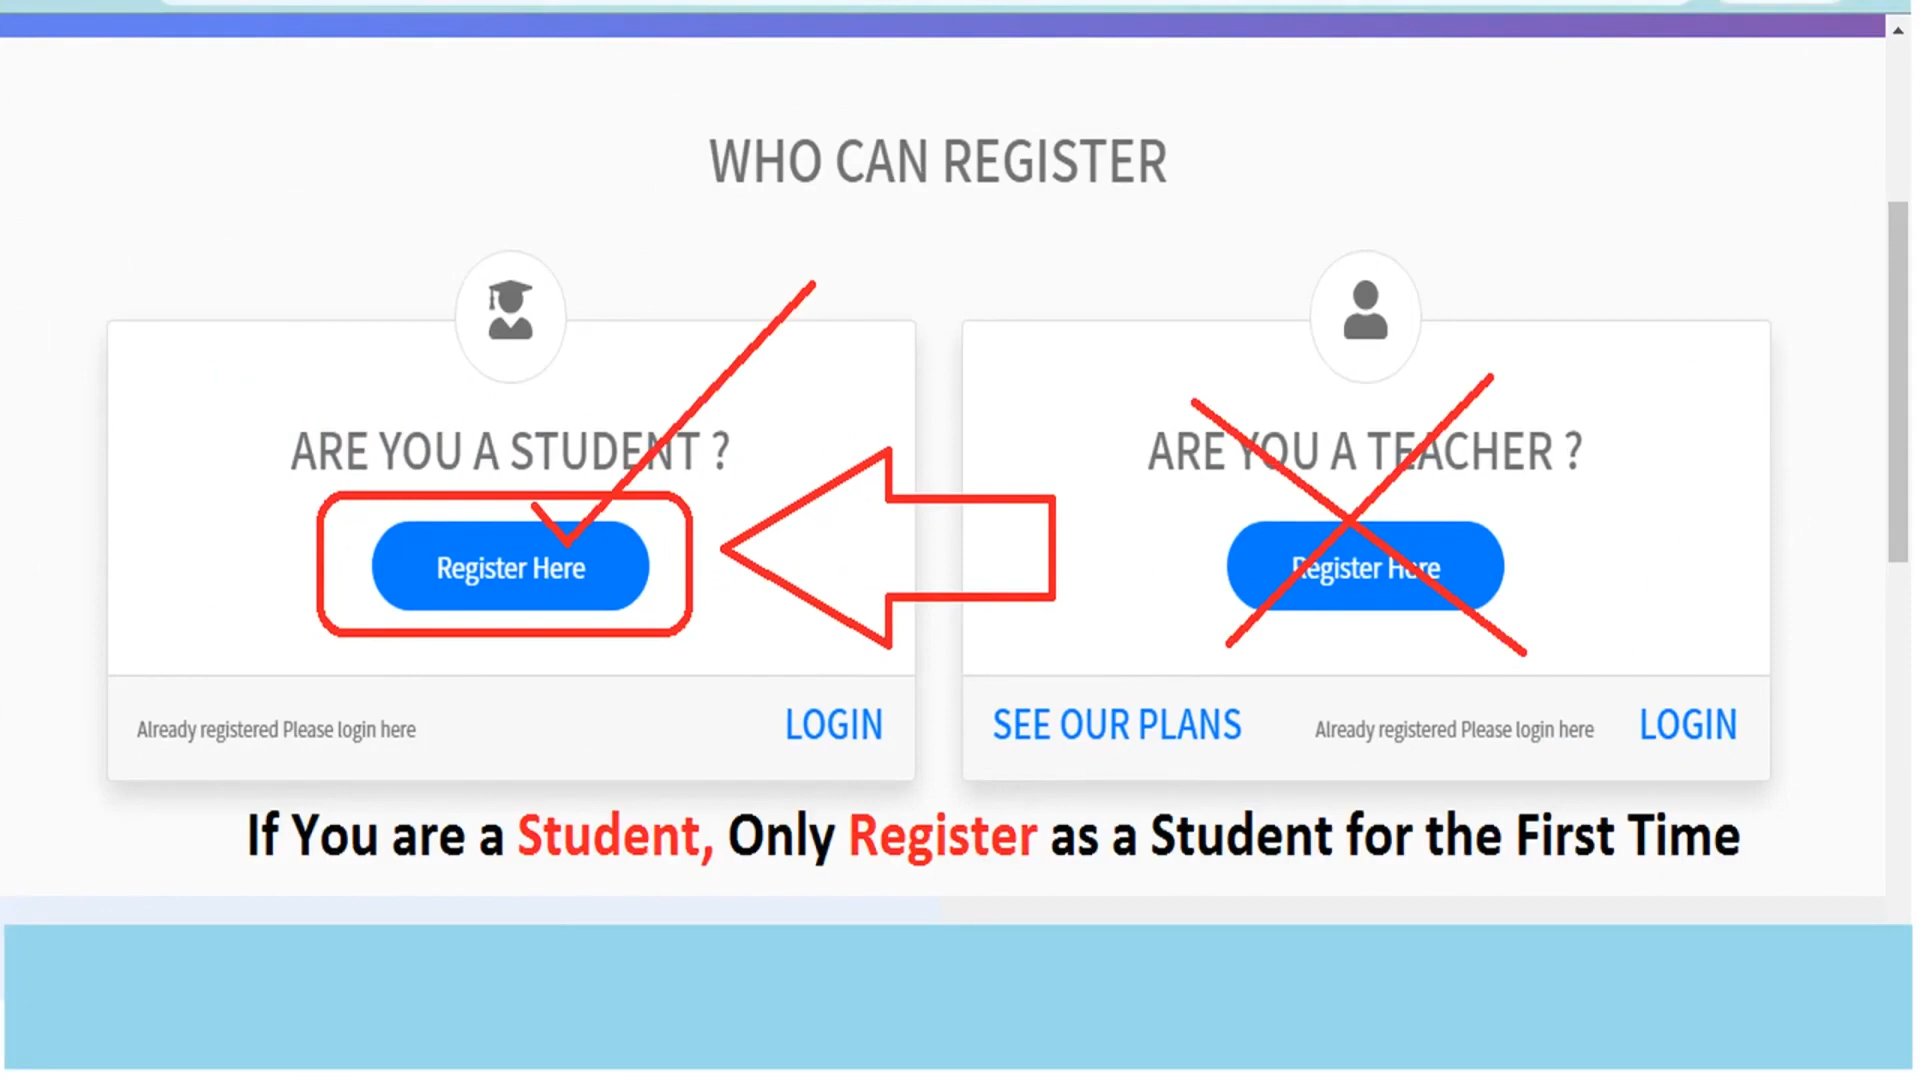 WHO CAN REGISTER
ARE YOU A STUDENT ?
Register Here
Already registered Please login here
LOGIN
ARE YOU A TEACHER ?
Register Here
SEE OUR PLANS
Already registered Please login here
LOGIN
If You are a Student, Only Register as a Student for the First Time